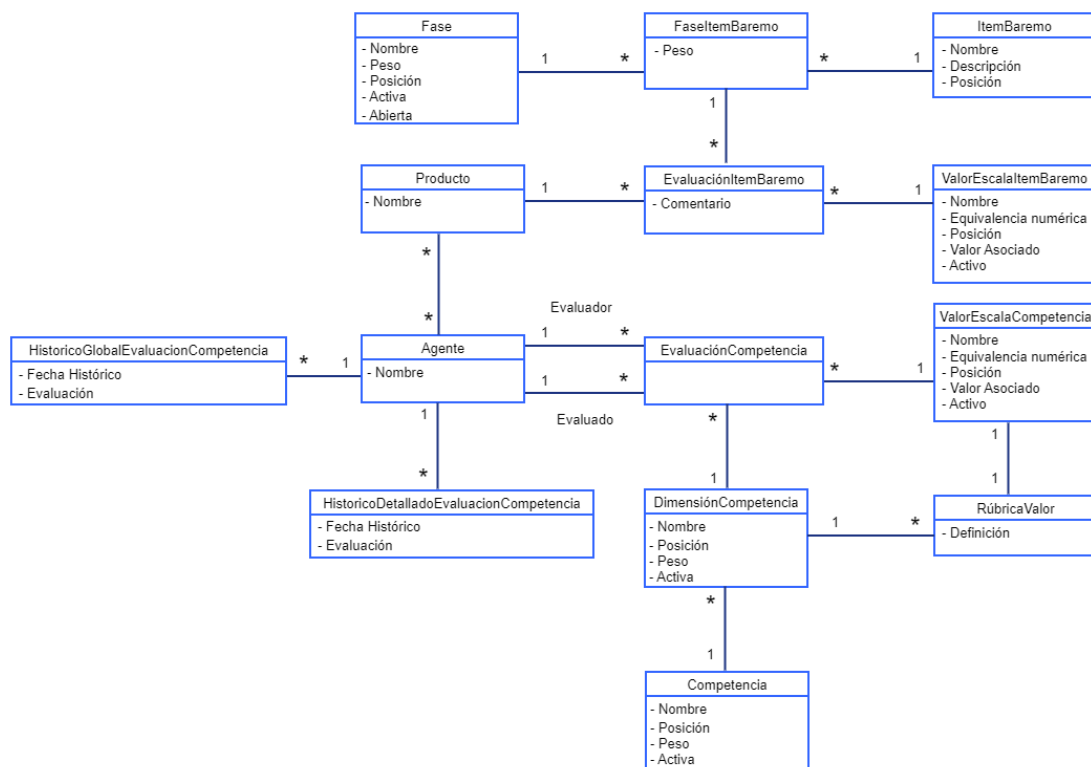 Fase
- Nombre
- Peso
- Posición
- Activa
- Abierta
1
*
FaseItemBaremo
- Peso
*
1
ItemBaremo
- Nombre
- Descripción
- Posición
1
*
Producto
- Nombre
1
*
EvaluaciónItemBaremo
- Comentario
*
1
ValorEscalaItemBaremo
- Nombre
- Equivalencia numérica
- Posición
- Valor Asociado
- Activo
*
*
HistoricoGlobalEvaluacionCompetencia
- Fecha Histórico
- Evaluación
*
1
Agente
- Nombre
Evaluador
1
*
1
*
Evaluado
EvaluaciónCompetencia
*
1
ValorEscalaCompetencia
- Nombre
- Equivalencia numérica
- Posición
- Valor Asociado
- Activo
1
*
*
1
1
1
HistoricoDetalladoEvaluacionCompetencia
- Fecha Histórico
- Evaluación
DimensiónCompetencia
- Nombre
- Posición
- Peso
- Activa
1
*
RúbricaValor
- Definición
*
1
Competencia
- Nombre
- Posición
- Peso
- Activa